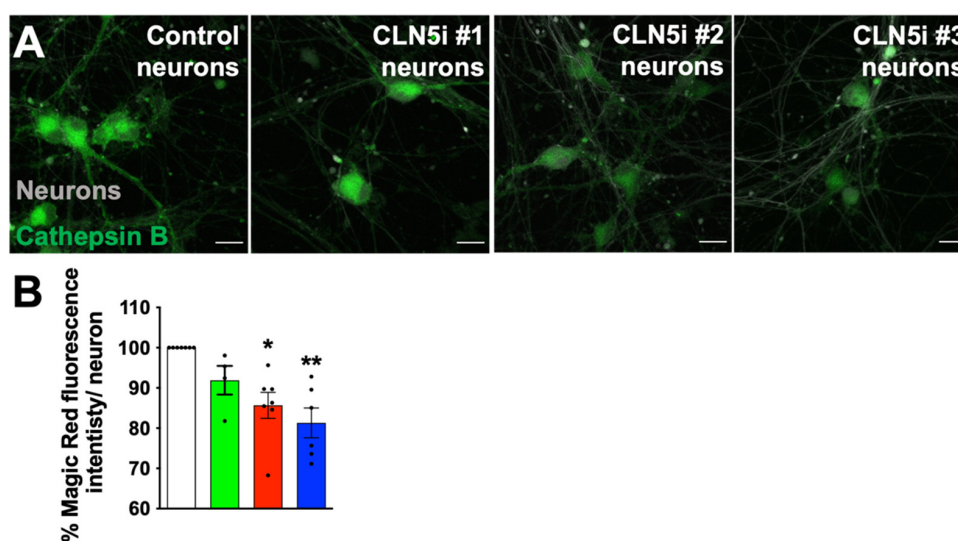 A
Control
neurons
CLN5i #1
neurons
CLN5i #2
neurons
CLN5i #3
neurons
Neurons
Cathepsin B
B
% Magic Red fluorescence
intentisty/ neuron
110
100
90
80
70
60
*
**